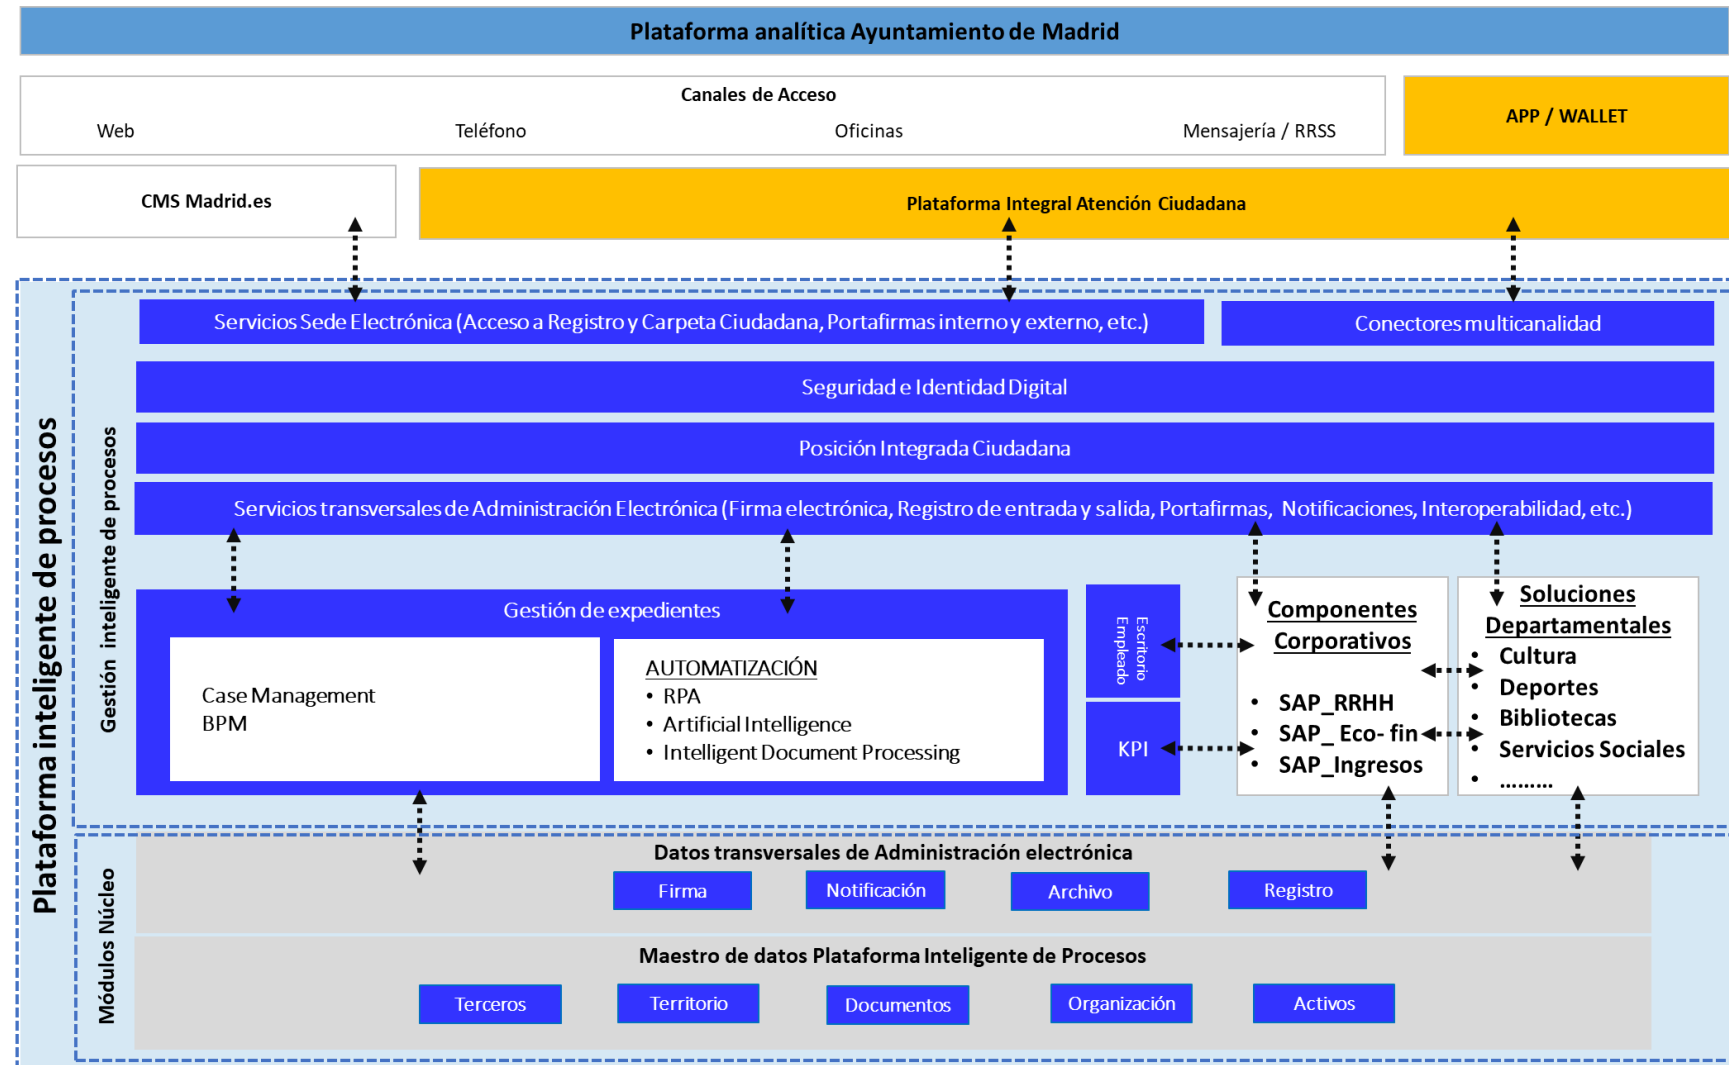 Plataforma analítica Ayuntamiento de Madrid
Canales de Acceso
Web
Teléfono
Oficinas
Mensajería / RRSS
APP / WALLET
CMS Madrid.es
Plataforma Integral Atención Ciudadana
Plataforma inteligente de procesos
Gestión inteligente de procesos
Servicios Sede Electrónica (Acceso a Registro y Carpeta Ciudadana, Portafirmas interno y externo, etc.)
Conectores multicanalidad
Seguridad e Identidad Digital
Posición Integrada Ciudadana
Servicios transversales de Administración Electrónica (Firma electrónica, Registro de entrada y salida, Portafirmas, Notificaciones, Interoperabilidad, etc.)
Gestión de expedientes
Case Management
BPM
AUTOMATIZACIÓN
• RPA
• Artificial Intelligence
• Intelligent Document Processing
Escritorio
Empleado
KPI
Componentes
Corporativos
• SAP_RRHH
• SAP_ Eco- fin
• SAP_Ingresos
Soluciones
Departamentales
• Cultura
• Deportes
• Bibliotecas
• Servicios Sociales
• .........
Módulos Núcleo
Datos transversales de Administración electrónica
Firma
Notificación
Archivo
Registro
Maestro de datos Plataforma Inteligente de Procesos
Terceros
Territorio
Documentos
Organización
Activos